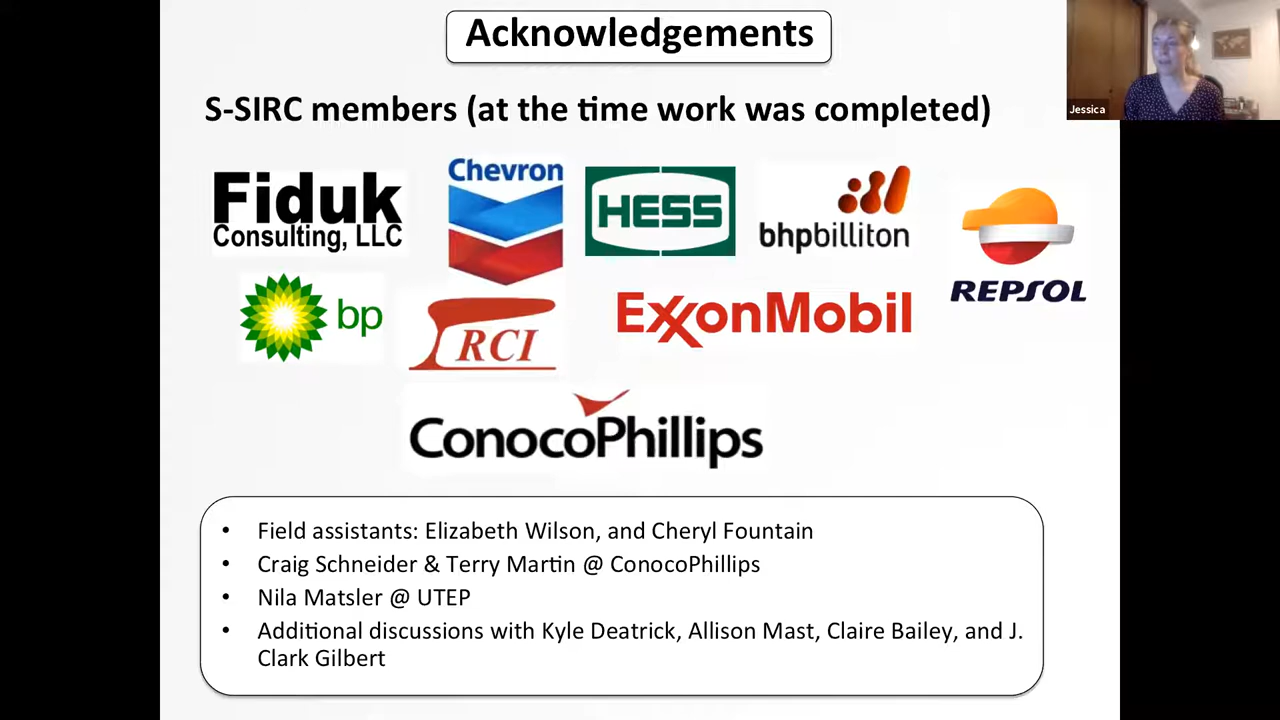 Acknowledgements
Jessica
S-SIRC members (at the time work was completed)
Fiduk
Consulting, LLC
Chevron
HESS
bhpbilliton
REPSOL
bp
RCI
ExxonMobil
ConocoPhillips
• Field assistants: Elizabeth Wilson, and Cheryl Fountain
• Craig Schneider & Terry Martin @ ConocoPhillips
• Nila Matsler @ UTEP
• Additional discussions with Kyle Deatrick, Allison Mast, Claire Bailey, and J.
Clark Gilbert